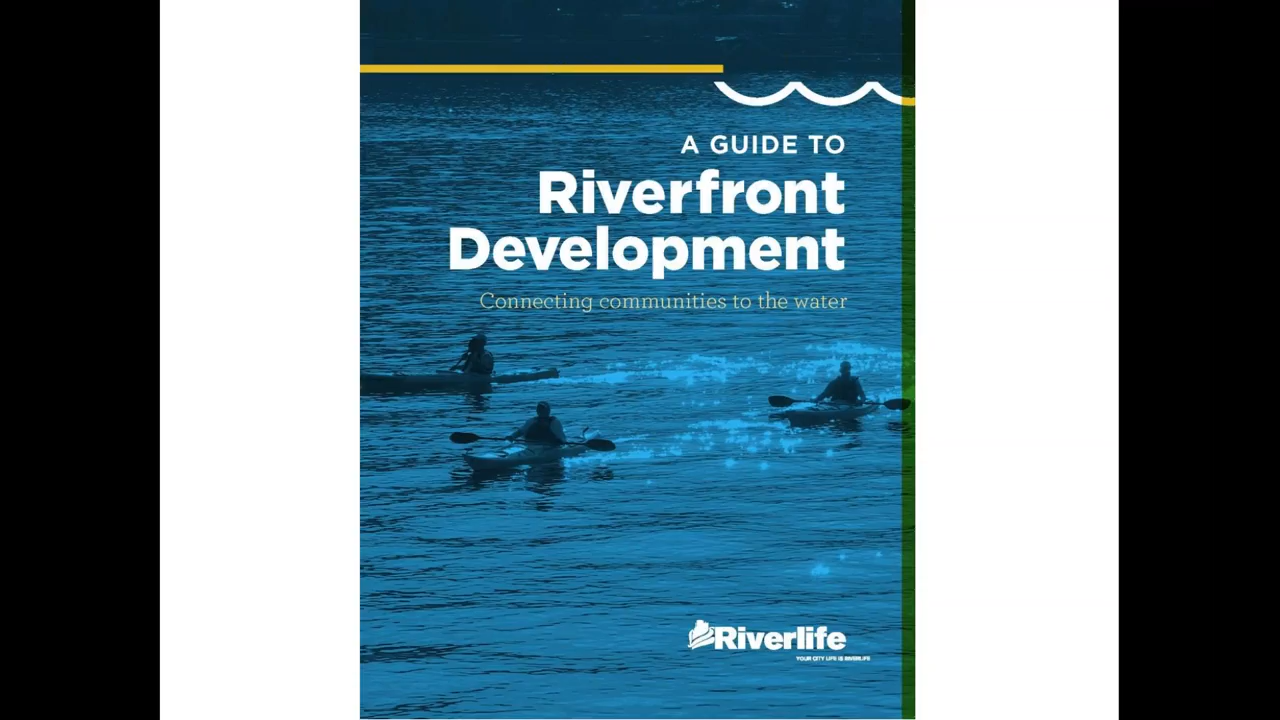 A GUIDE TO
Riverfront
Development
Connecting communities to the water
Riverlife
YOUR CITY LIFE IS RIVERLIFE